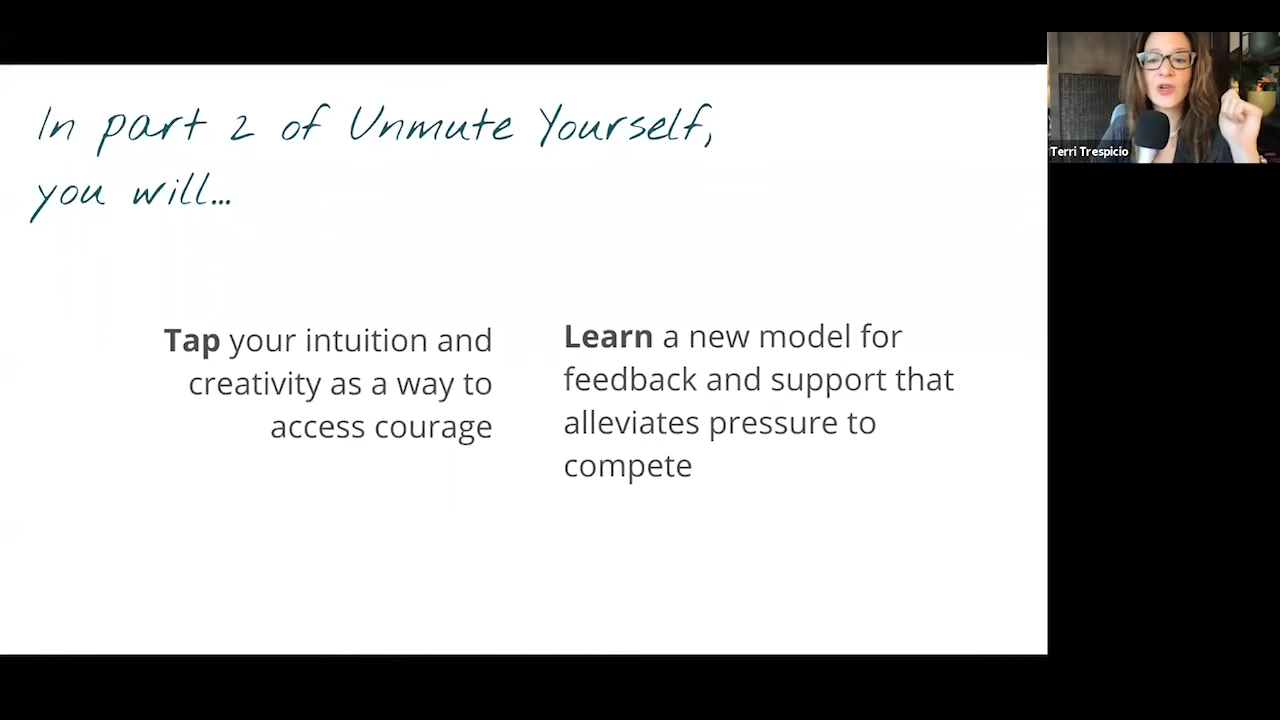 In part 2 of Unmute Yourself,
you will...
Tap your intuition and
creativity as a way to
access courage
Learn a new model for
feedback and support that
alleviates pressure to
compete
Terri Trespicio